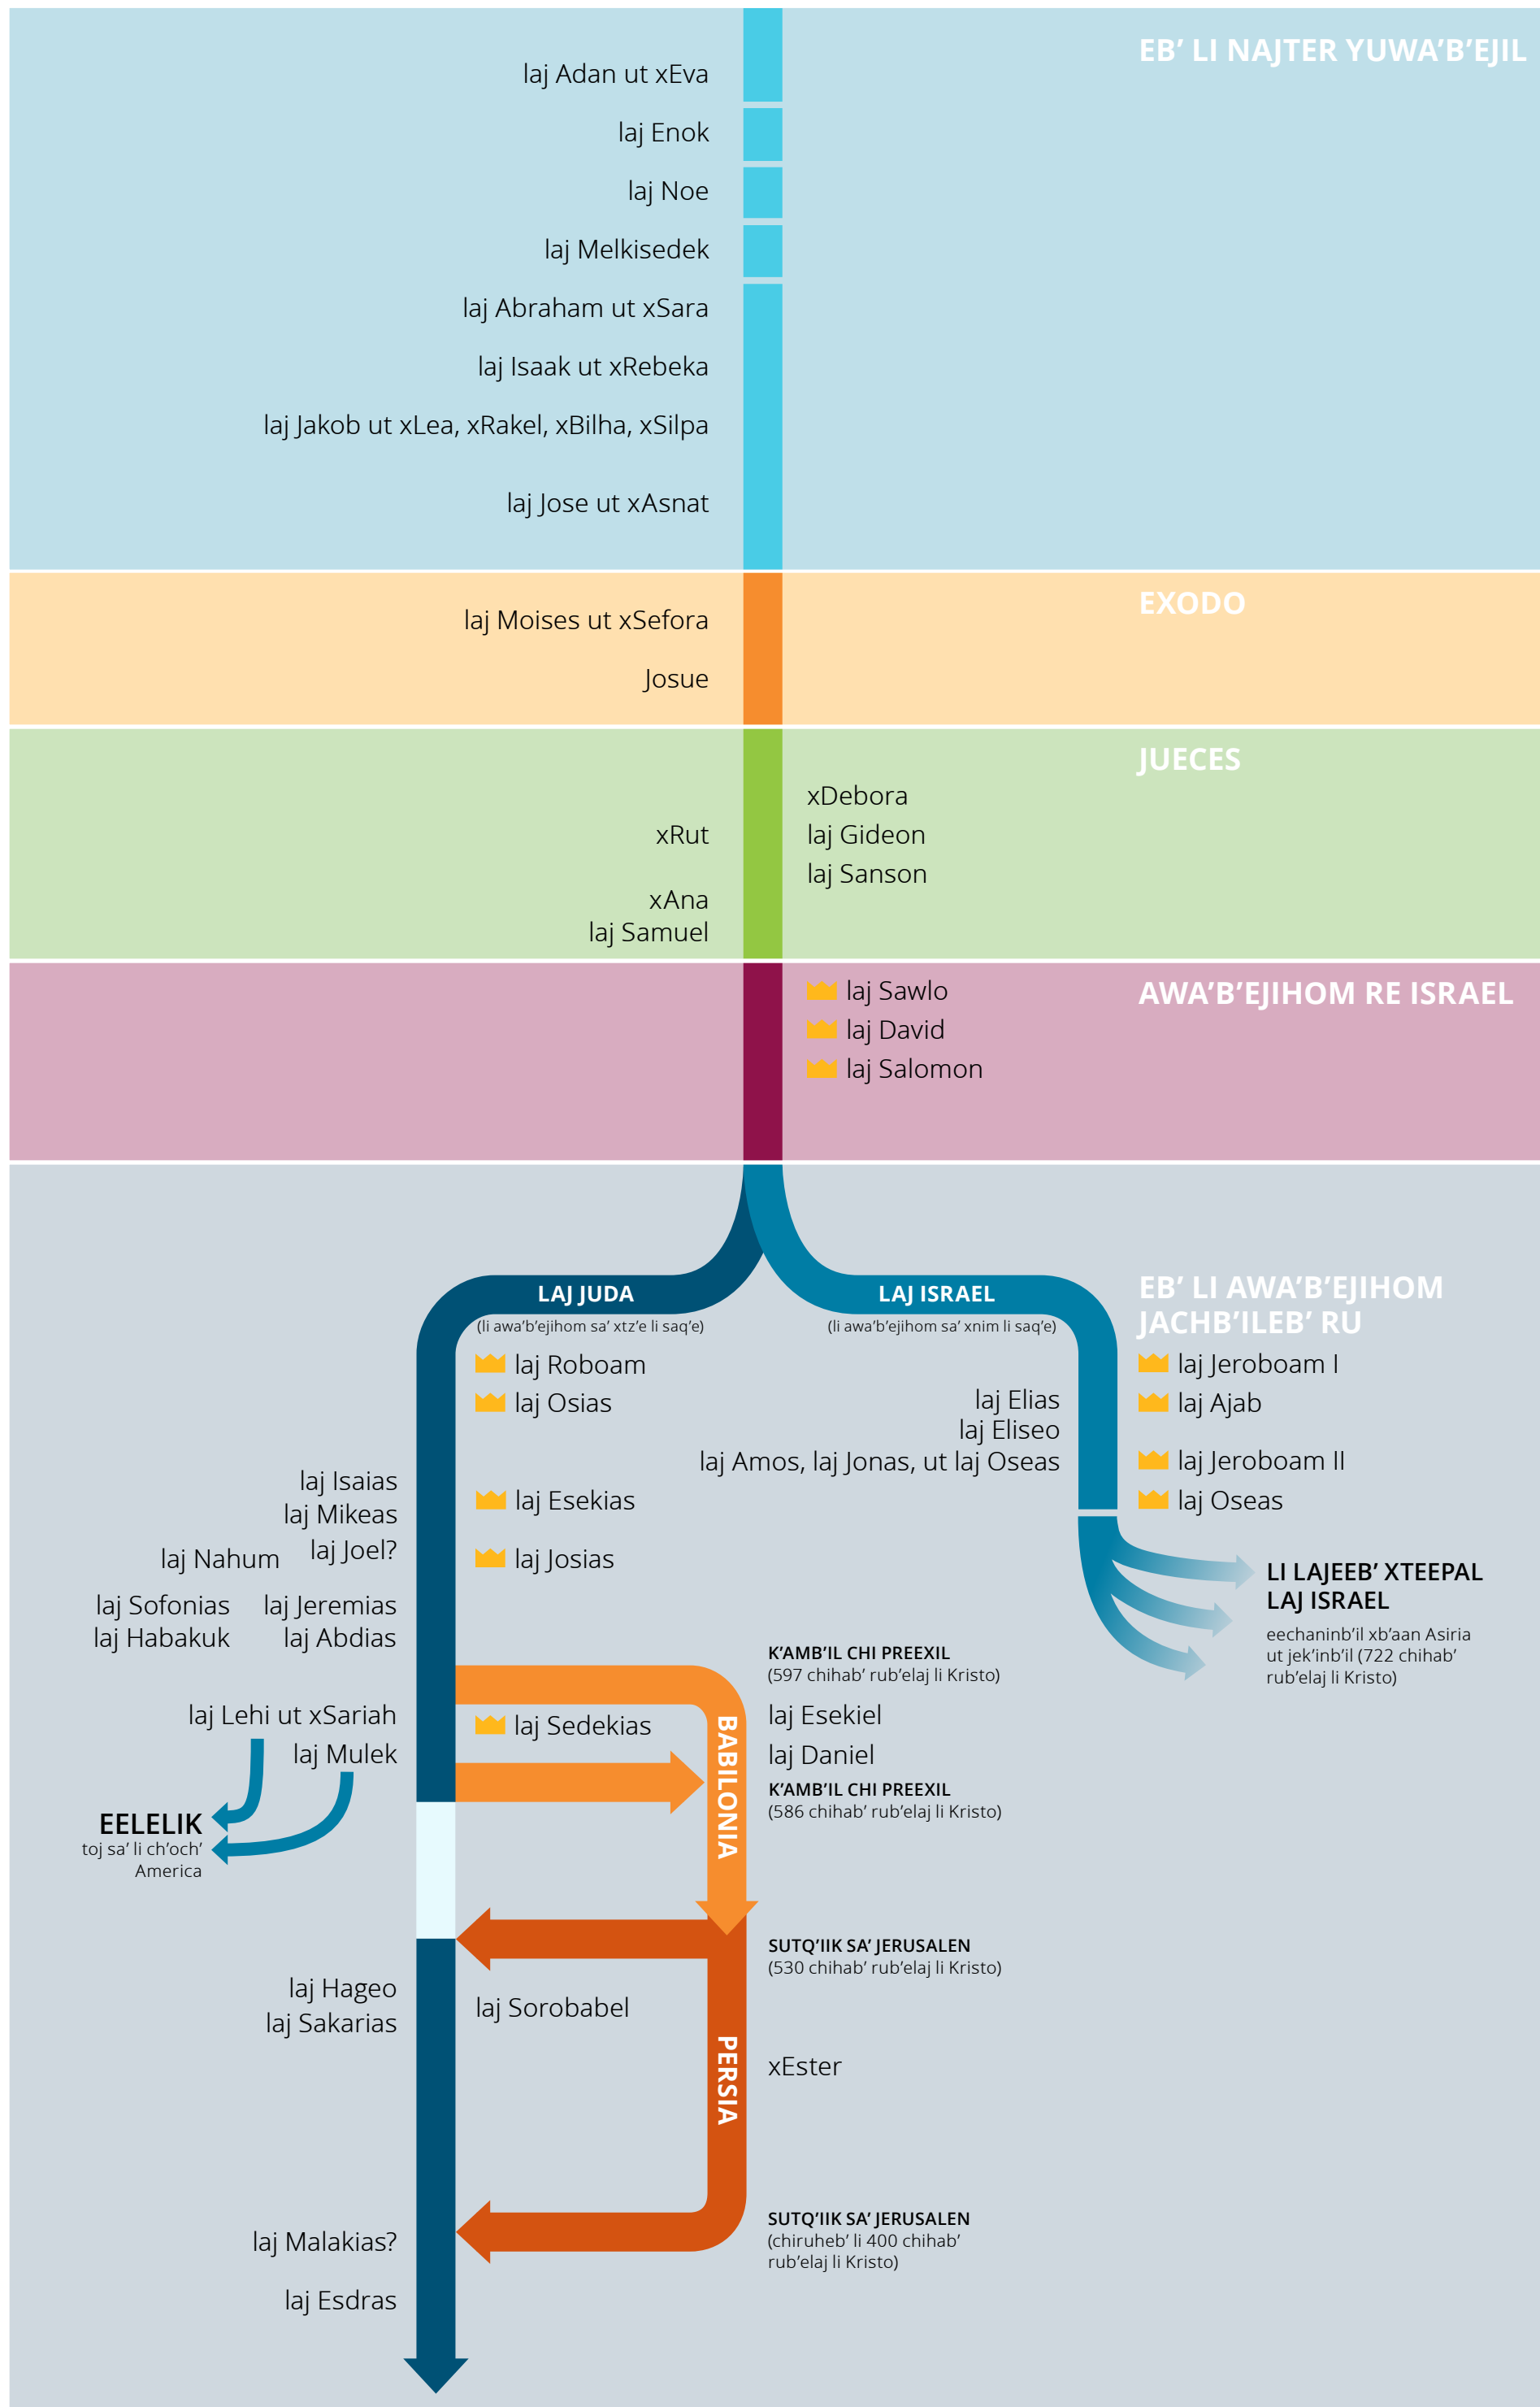 EB’ LI NAJTER YUWA’B’EJIL
laj Adan ut xEva
laj Enok
laj Noe
laj Melkisedek
laj Abraham ut xSara
laj Isaak ut xRebeka
laj Jakob ut xLea, xRakel, xBilha, xSilpa
laj Jose ut xAsnat
EXODO
laj Moises ut xSefora
Josue
JUECES
xDebora
xRut
laj Gideon
laj Sanson
xAna
laj Samuel
AWA’B’EJIHOM RE ISRAEL
laj Sawlo
laj David
laj Salomon
EB’ LI AWA’B’EJIHOM
JACHB’ILEB’ RU
LAJ JUDA
(li awa’b’ejihom sa’ xtz’e li saq’e)
LAJ ISRAEL
(li awa’b’ejihom sa’ xnim li saq’e)
laj Roboam
laj Osias
laj Elias
laj Eliseo
laj Amos, laj Jonas, ut laj Oseas
laj Jeroboam I
laj Ajab
laj Jeroboam II
laj Oseas
laj Isaias
laj Mikeas
laj Joel?
laj Nahum
laj Esekias
laj Josias
LI LAJEEB’ XTEEPAL
LAJ ISRAEL
eechaninb’il xb’aan Asiria
ut jek’inb’il (722 chihab’
rub’elaj li Kristo)
laj Sofonias
laj Jeremias
laj Habakuk
laj Abdias
K’AMB’IL CHI PREEXIL
(597 chihab’ rub’elaj li Kristo)
laj Lehi ut xSariah
laj Mulek
laj Sedekias
BABILONIA
laj Esekiel
laj Daniel
K’AMB’IL CHI PREEXIL
(586 chihab’ rub’elaj li Kristo)
EELELIK
toj sa’ li ch’och’
America
SUTQ’IIK SA’ JERUSALEN
(530 chihab’ rub’elaj li Kristo)
laj Hageo
laj Sakarias
laj Sorobabel
PERSIA
xEster
SUTQ’IIK SA’ JERUSALEN
(chiruheb’ li 400 chihab’
rub’elaj li Kristo)
laj Malakias?
laj Esdras